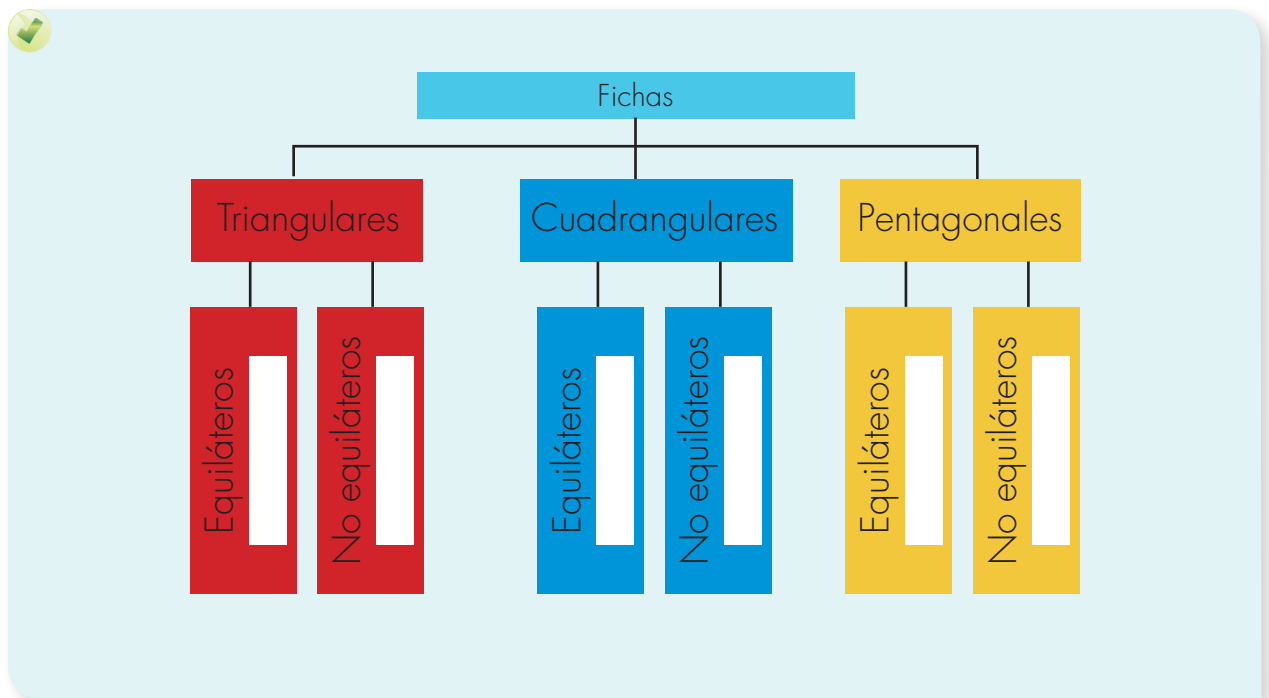 Fichas
Triangulares
Cuadrangulares
Pentagonales
Equiláteros
No equiláteros
Equiláteros
No equiláteros
Equiláteros
No equiláteros